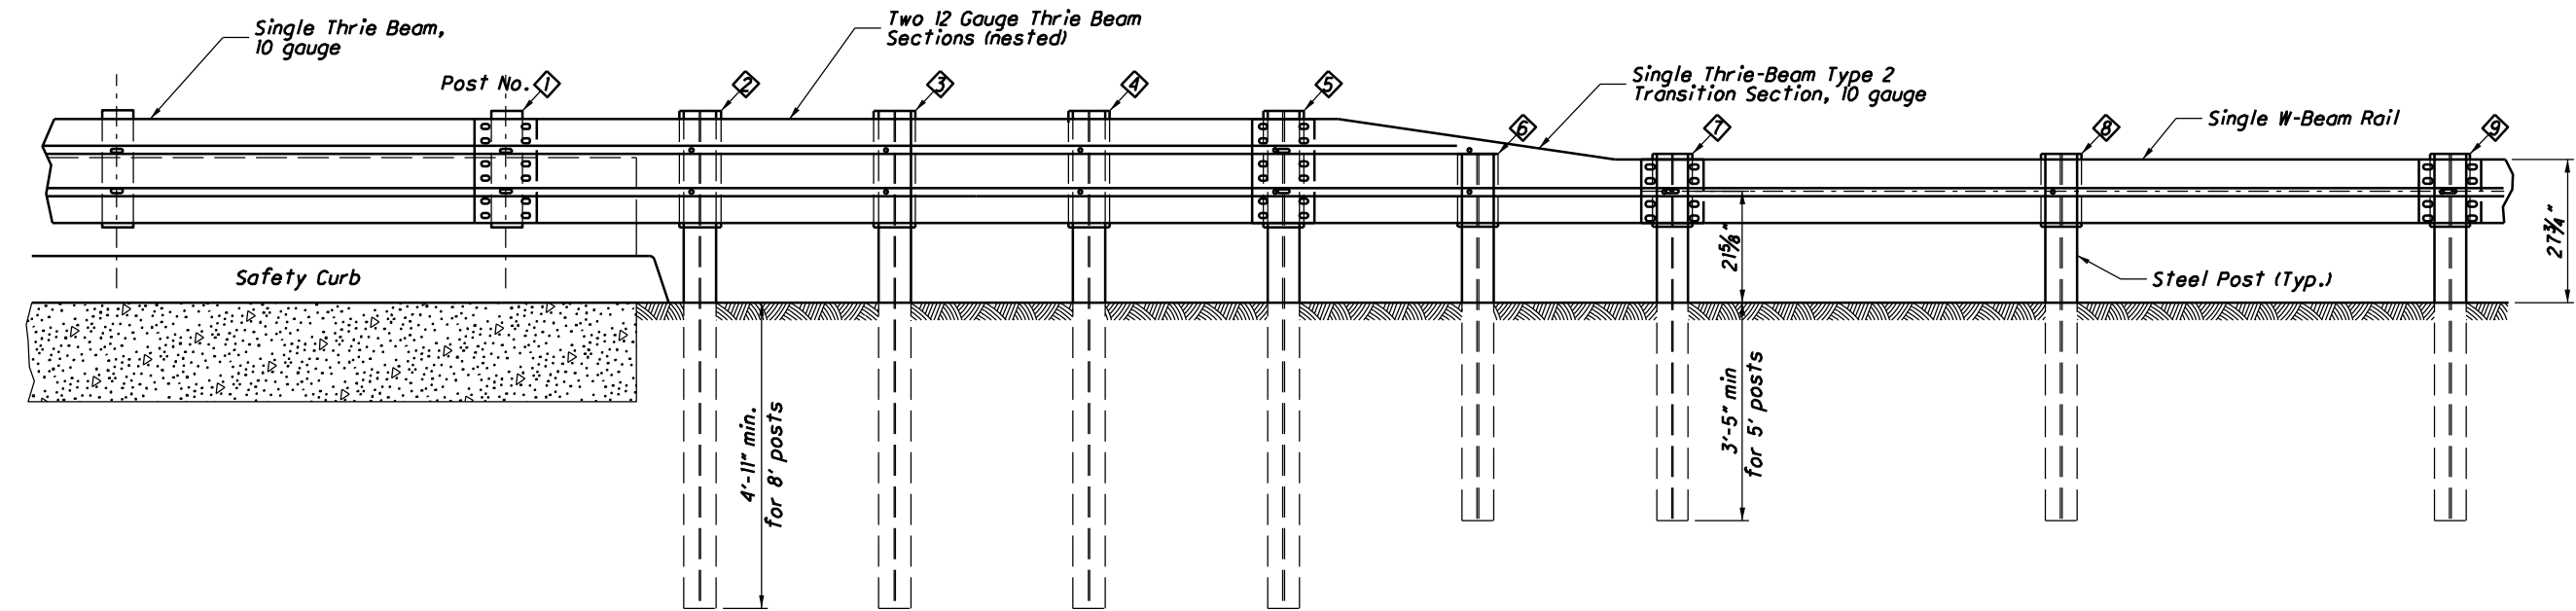 Single Thrie Beam,
10 gauge
Two 12 Gauge Thrie Beam
Sections (nested)
Single Thrie-Beam Type 2
Transition Section, 10 gauge
Single W-Beam Rail
Post No.
1
2
3
4
5
6
7
8
9
21⅝"
27¾"
Safety Curb
Steel Post (Typ.)
4'-11" min.
for 8' posts
3'-5" min
for 5' posts